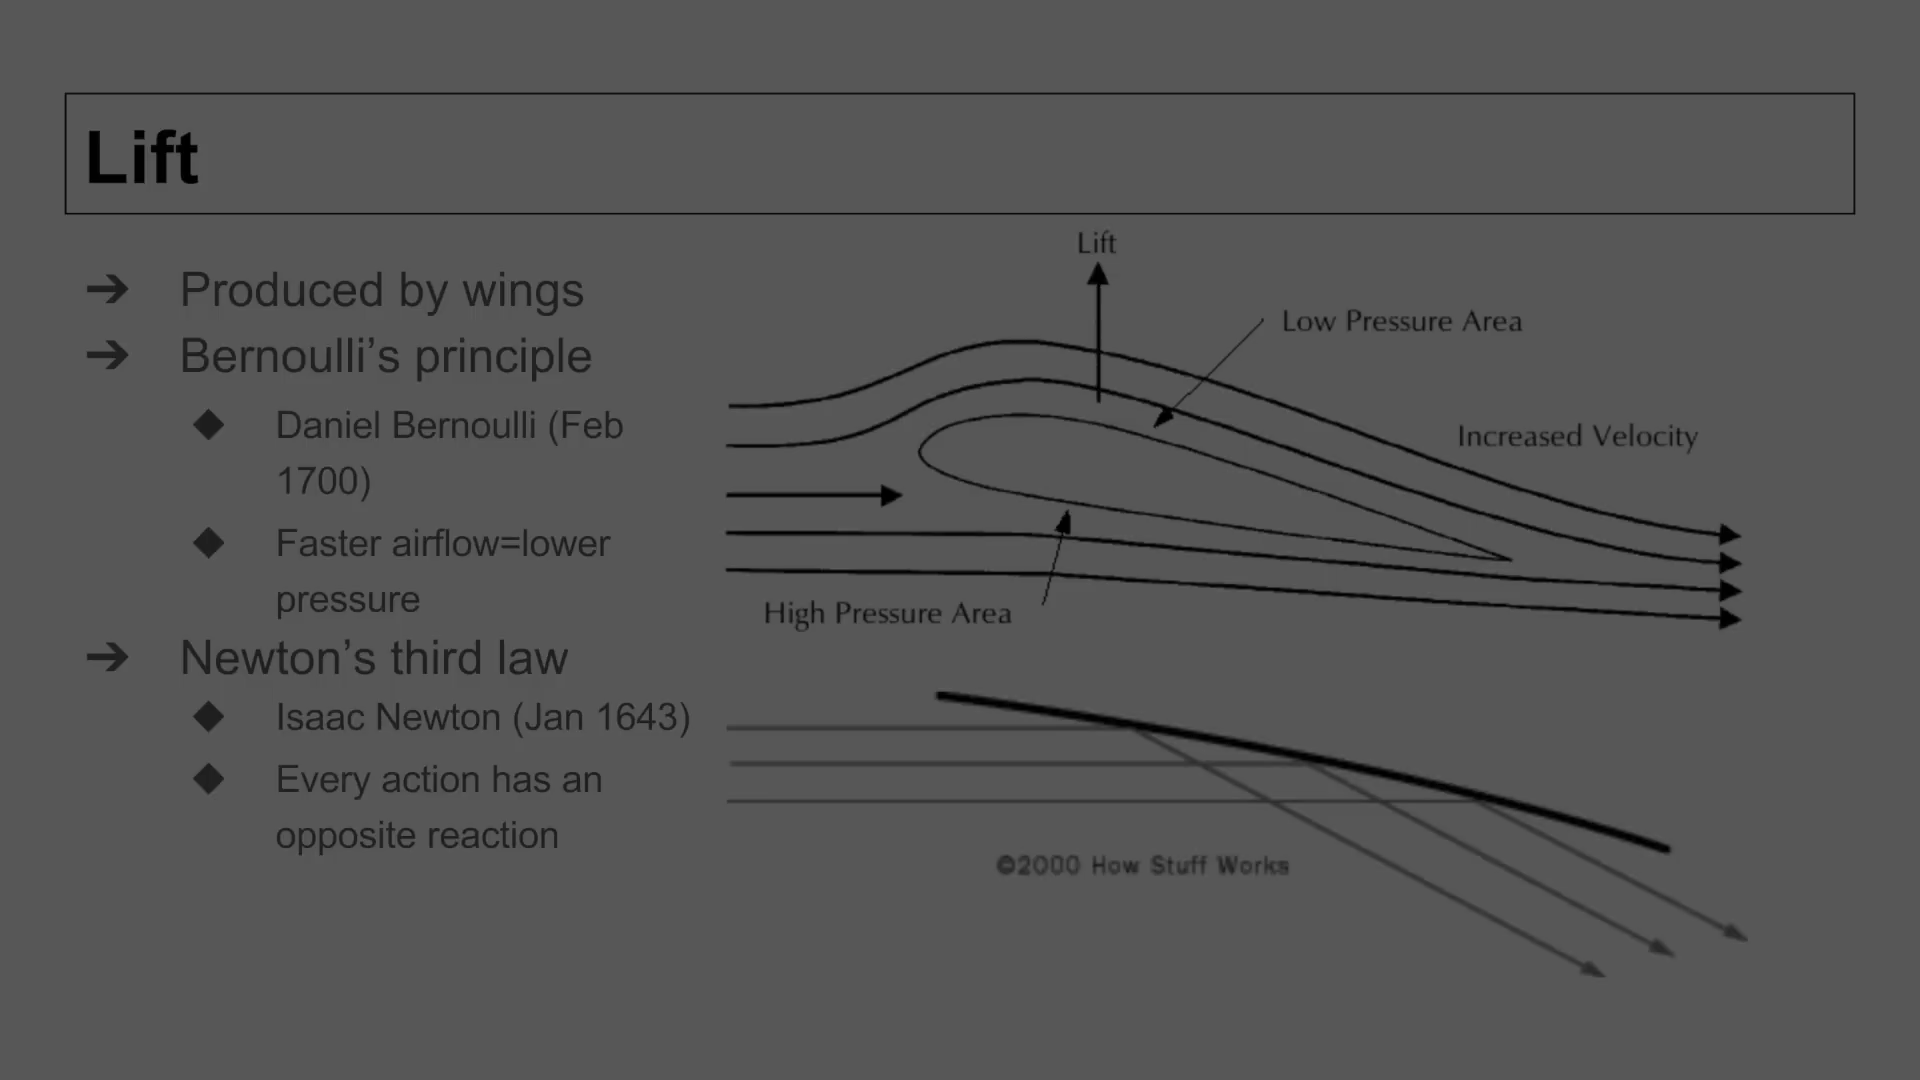 Lift
➔ Produced by wings
➔ Bernoulli’s principle
◆ Daniel Bernoulli (Feb
1700)
◆ Faster airflow=lower
pressure
➔ Newton’s third law
◆ Isaac Newton (Jan 1643)
◆ Every action has an
opposite reaction
Lift
Low Pressure Area
Increased Velocity
High Pressure Area
©2000 How Stuff Works